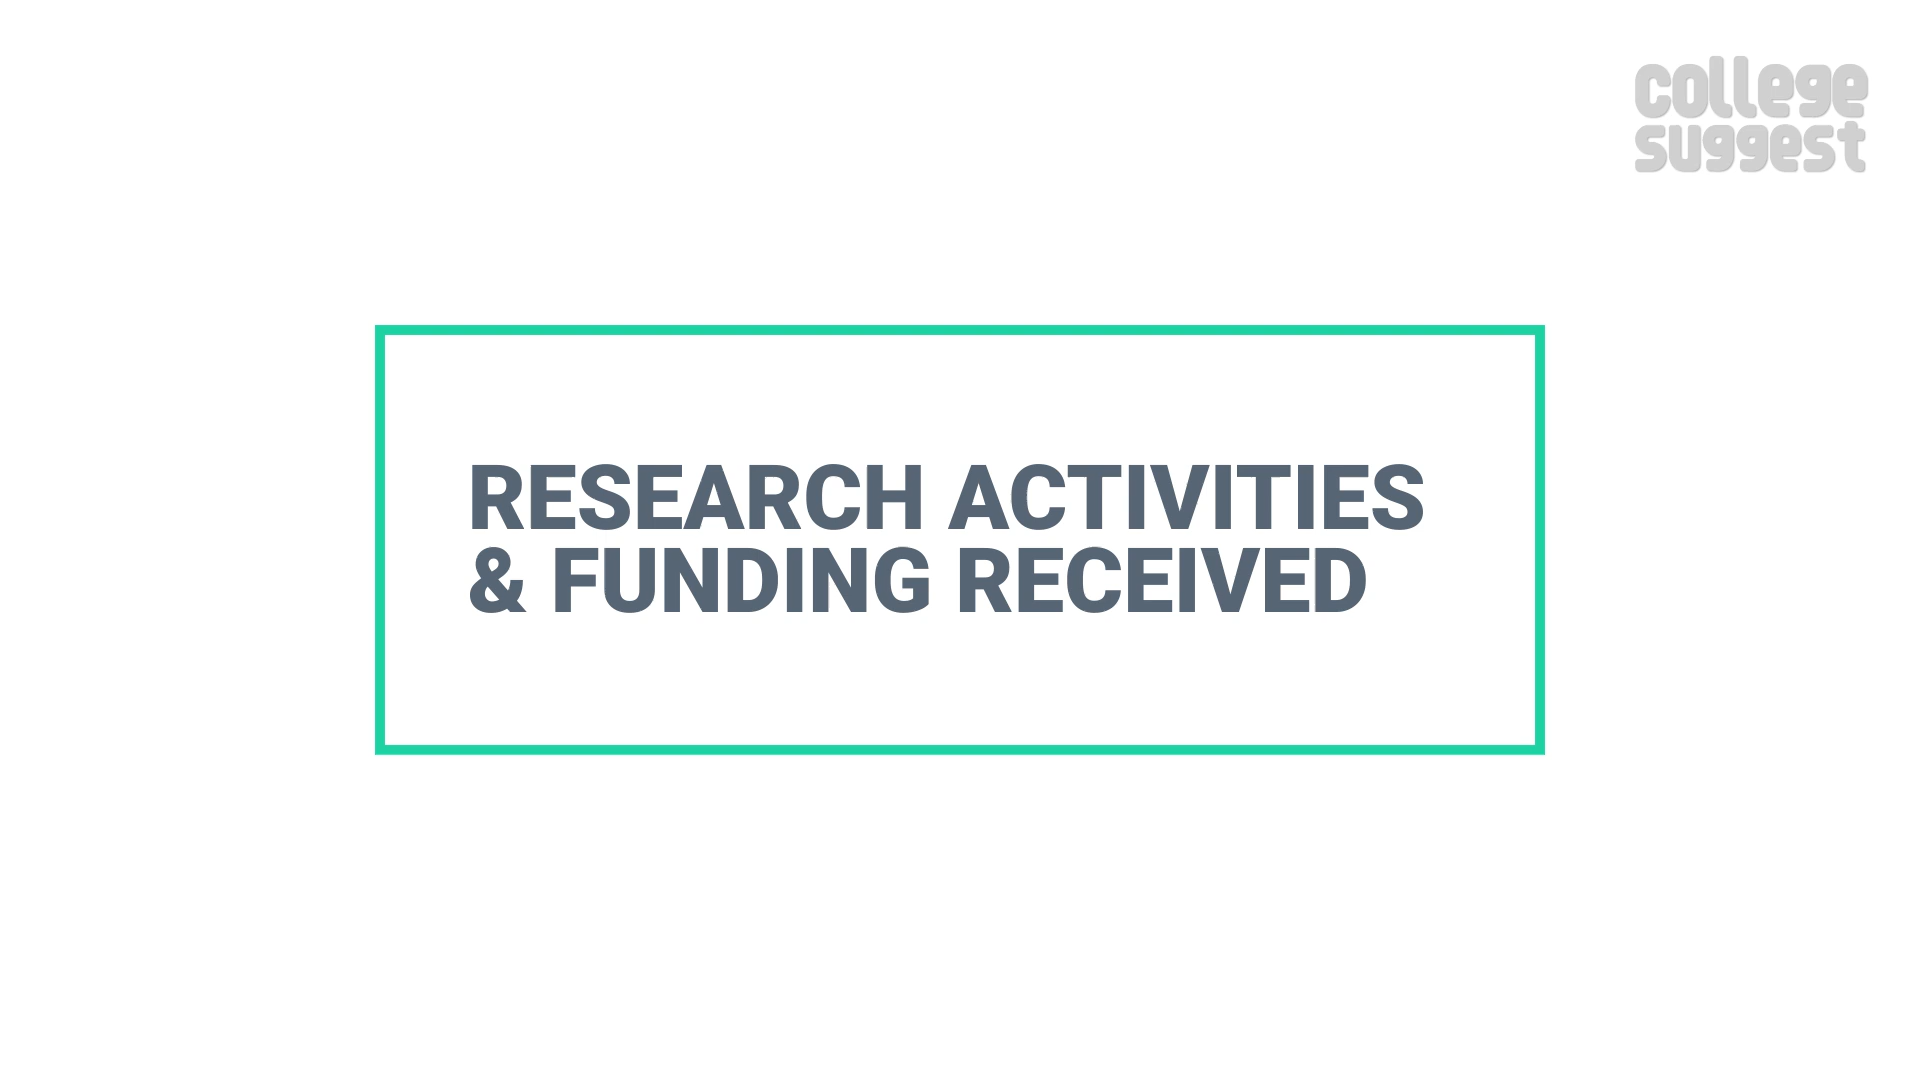 college
suggest
RESEARCH ACTIVITIES
& FUNDING RECEIVED